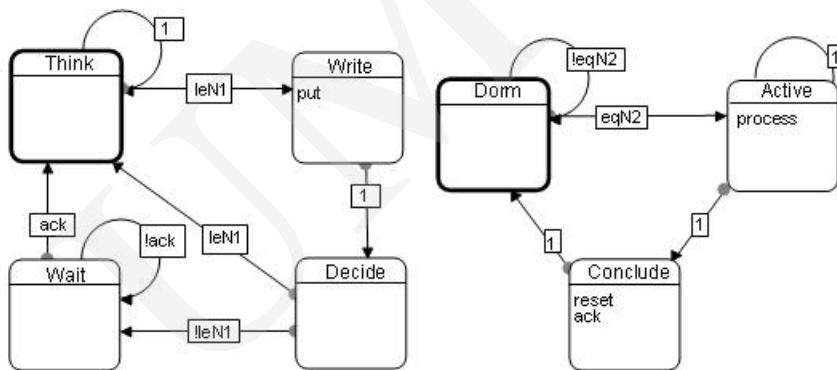 1
Think
Write
put
leN1
1
ack
!ack
leN1
Wait
Decide
!leN1
!eqN2
Dorm
1
Active
process
eqN2
1
1
Conclude
reset
ack